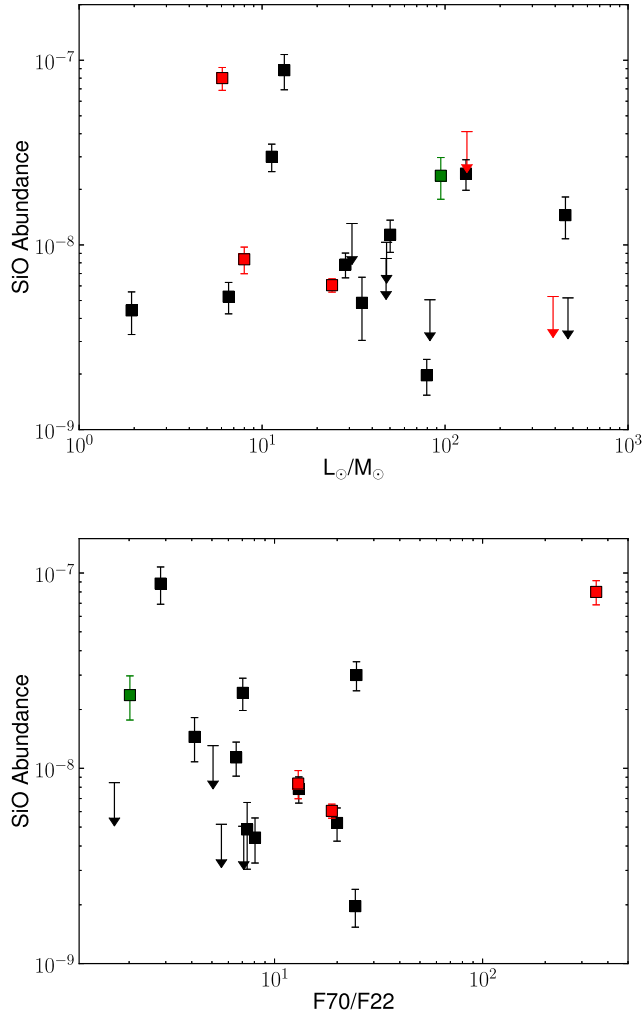 10⁻⁷
10⁻⁸
10⁻⁹
SiO Abundance
10⁰ 10¹ 10² 10³
L☉/M☉
10⁻⁷
10⁻⁸
10⁻⁹
SiO Abundance
10¹ 10²
F70/F22